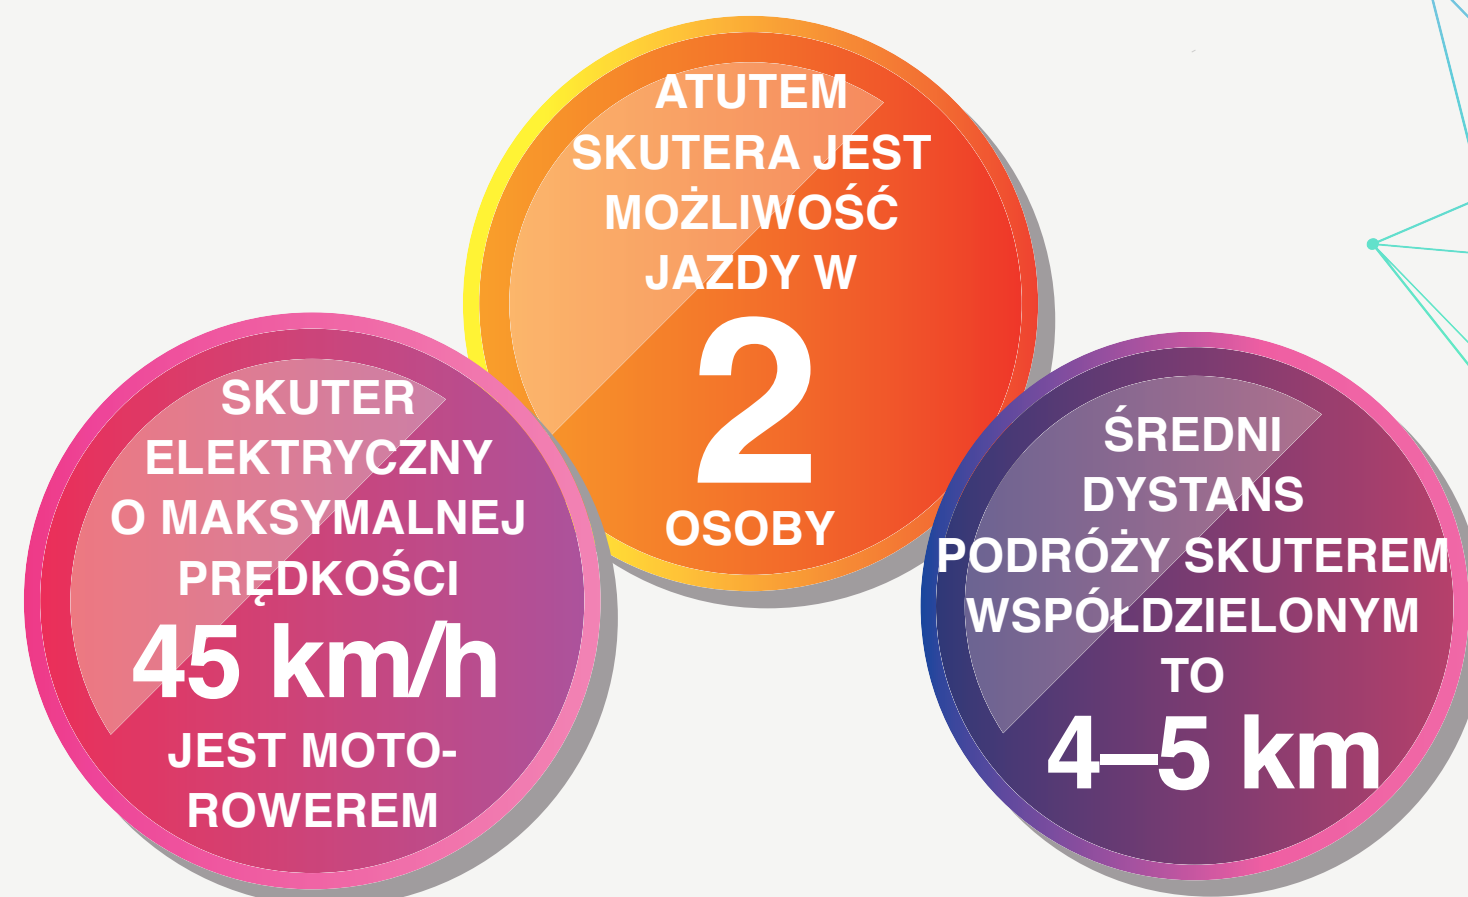 ATUTEM
SKUTERA JEST
MOŻLIWOŚĆ
JAZDY W
2
OSOBY
SKUTER
ELEKTRYCZNY
O MAKSYMALNEJ
PRĘDKOŚCI
45 km/h
JEST MOTO-
ROWEREM
ŚREDNI
DYSTANS
PODRÓŻY SKUTEREM
WSPÓŁDZIELONYM
TO
4–5 km